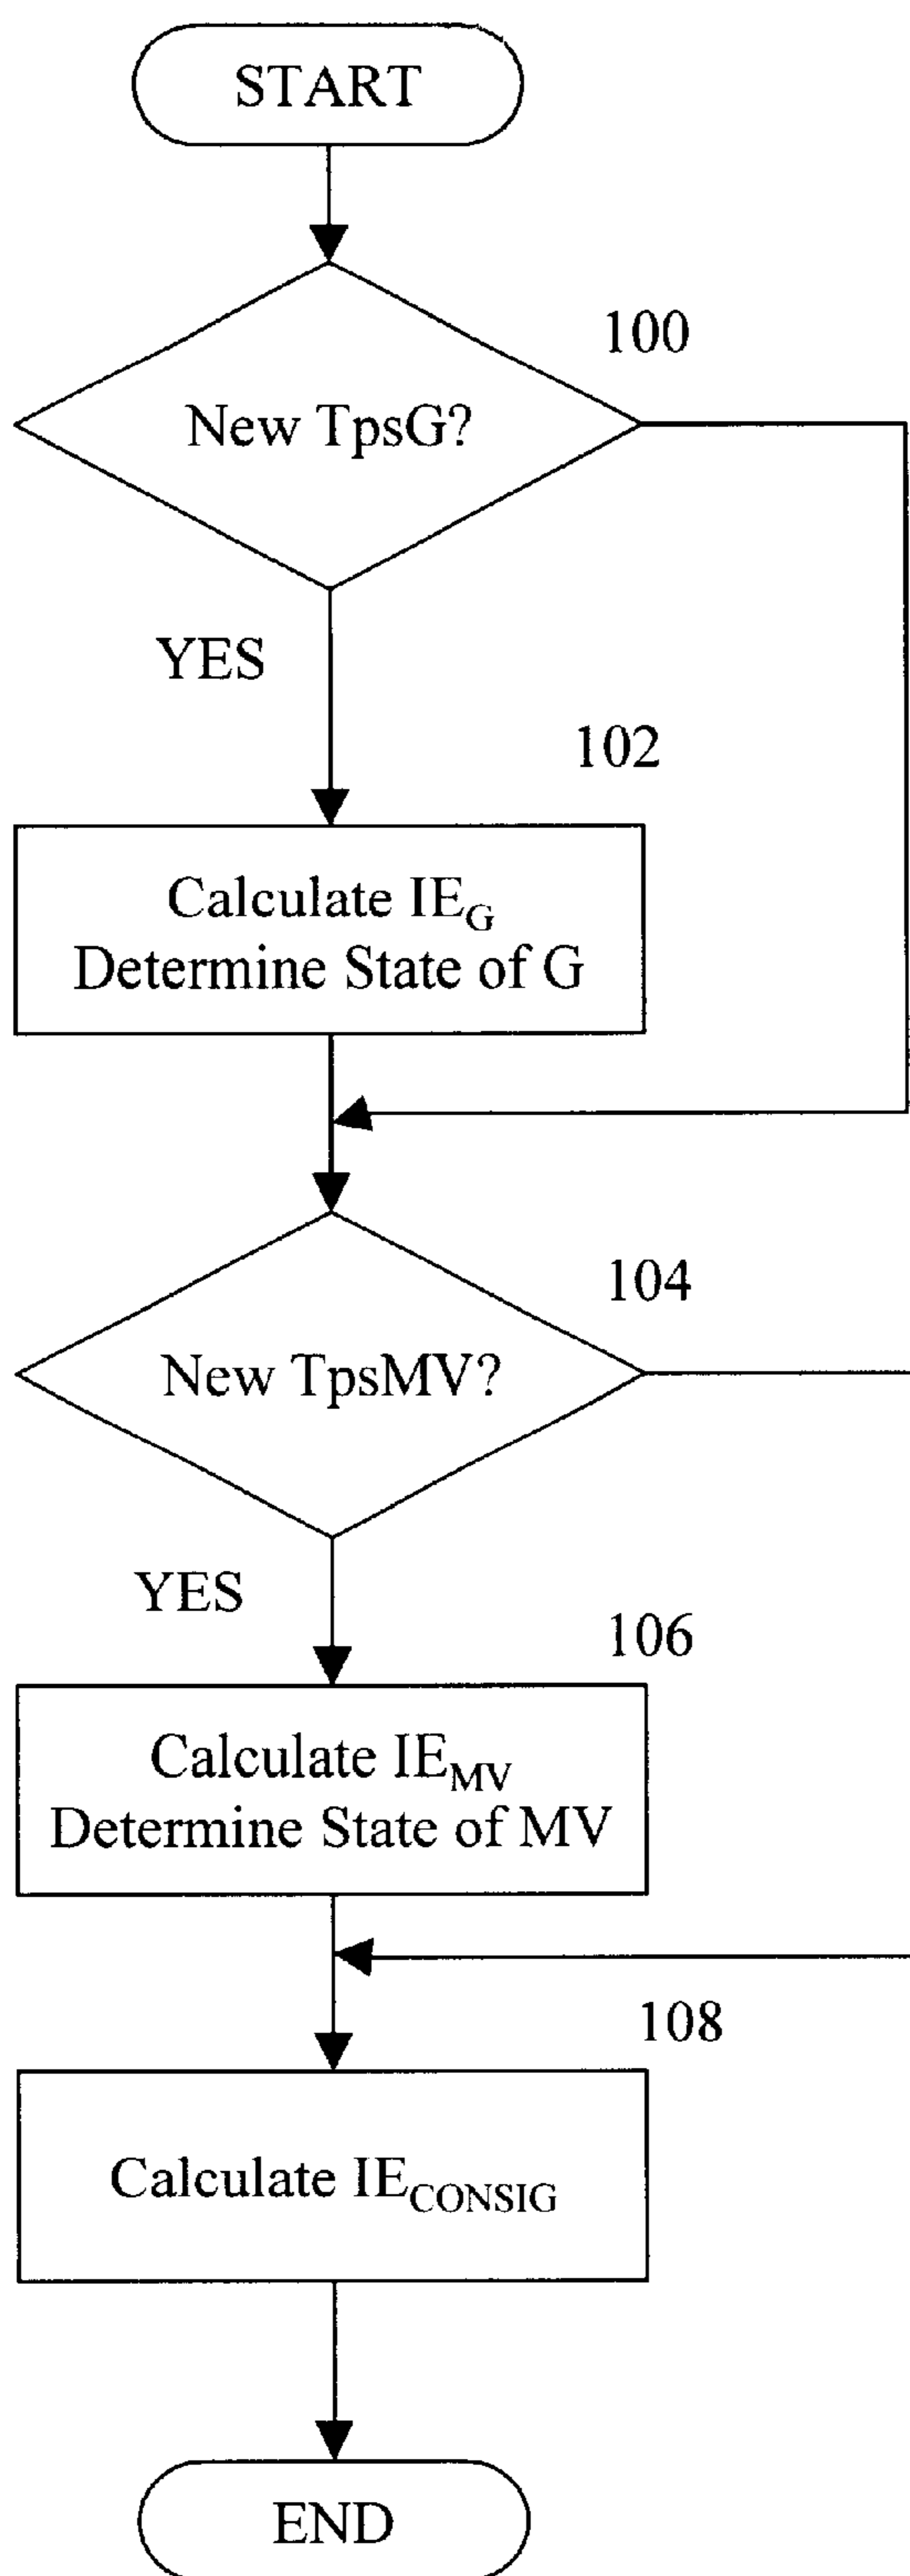 START
100
New TpsG?
YES
102
Calculate IE_G
Determine State of G
104
New TpsMV?
YES
106
Calculate IE_MV
Determine State of MV
108
Calculate IE_CONSIG
END